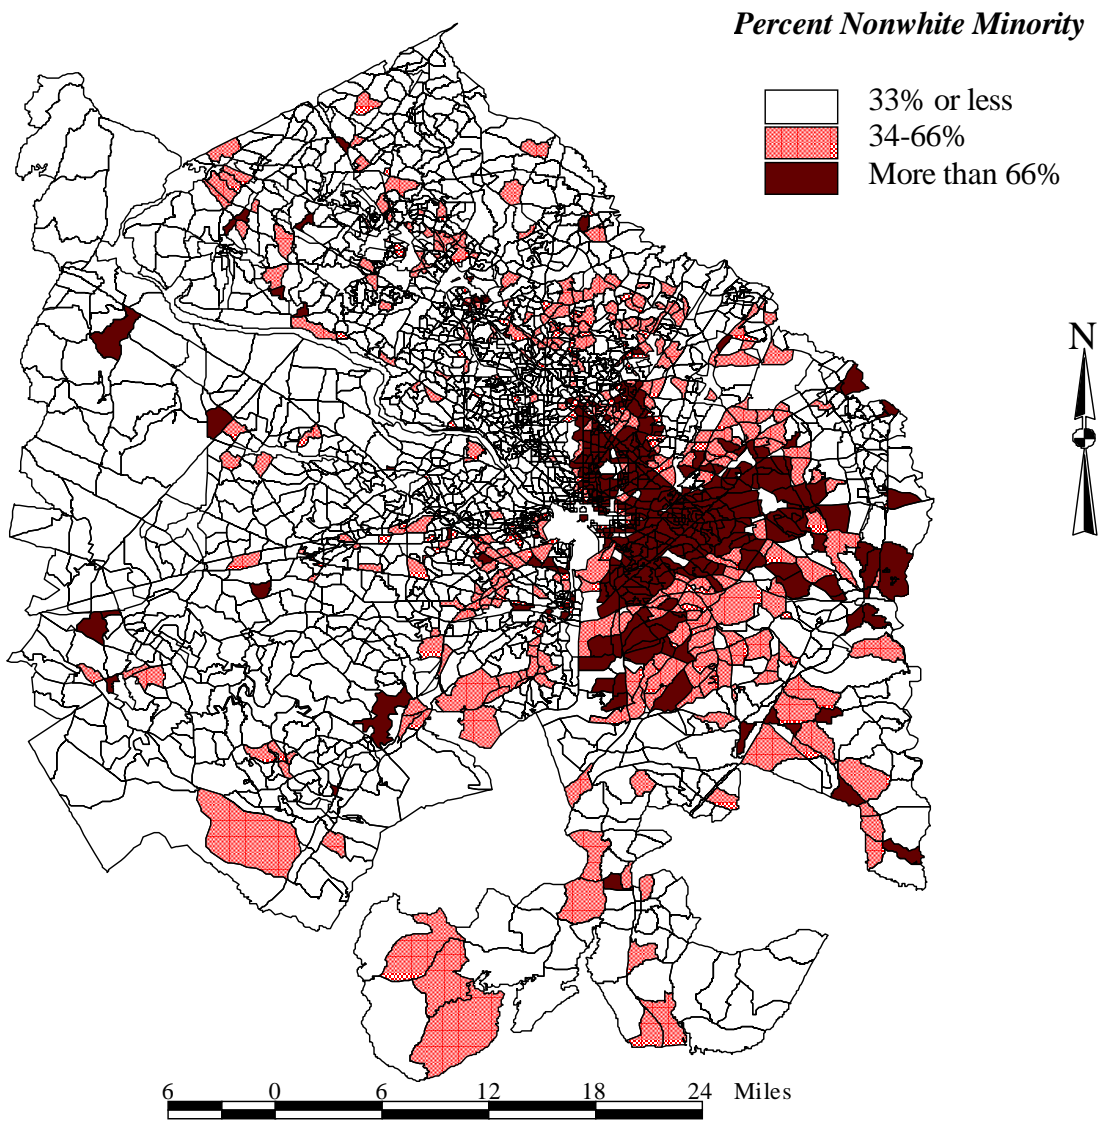 Percent Nonwhite Minority
33% or less
34-66%
More than 66%
N
6 0 6 12 18 24 Miles